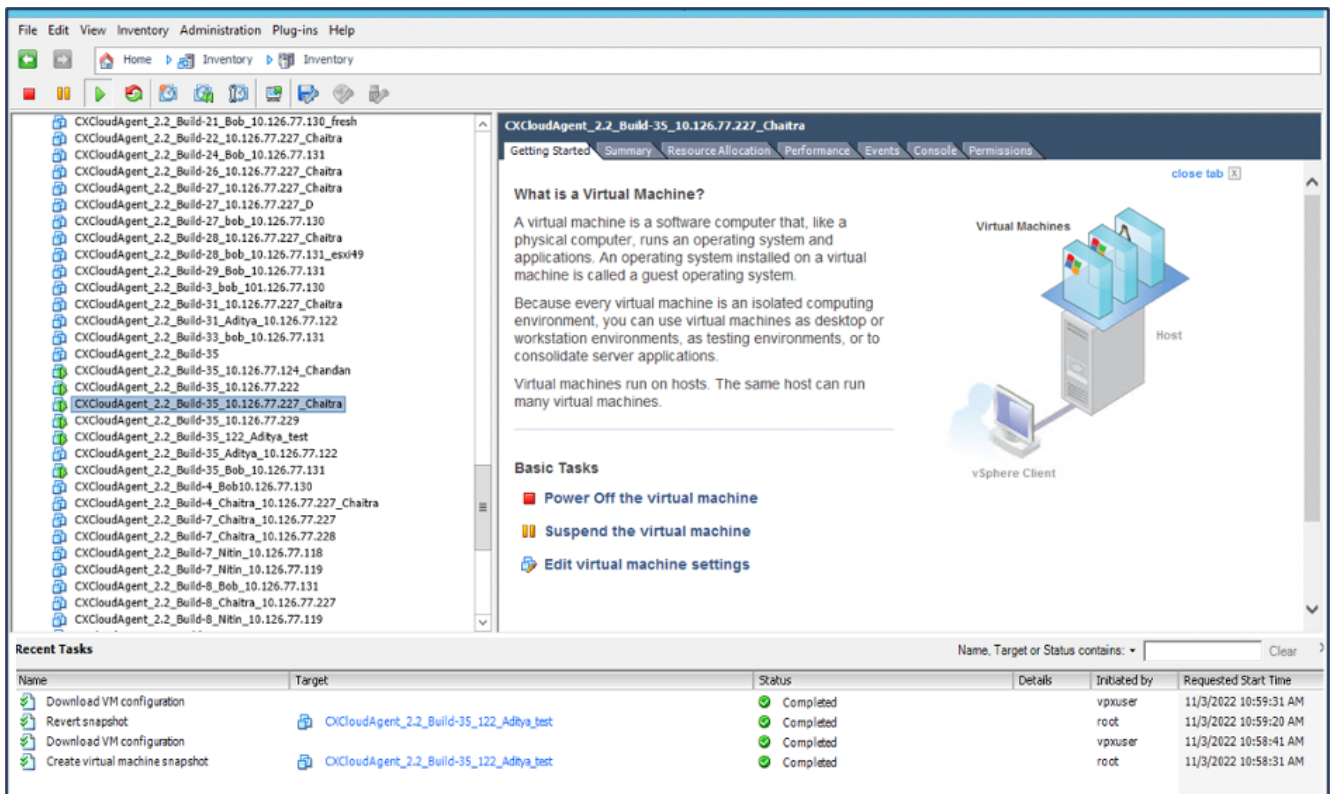 File Edit View Inventory Administration Plug-ins Help
Home Inventory Inventory
CXCloudAgent_2.2_Build-21_Bob_10.126.77.130_fresh
CXCloudAgent_2.2_Build-22_10.126.77.227_Chaitra
CXCloudAgent_2.2_Build-24_Bob_10.126.77.131
CXCloudAgent_2.2_Build-26_10.126.77.227_Chaitra
CXCloudAgent_2.2_Build-27_10.126.77.227_Chaitra
CXCloudAgent_2.2_Build-27_10.126.77.227_D
CXCloudAgent_2.2_Build-27_bob_10.126.77.130
CXCloudAgent_2.2_Build-28_10.126.77.227_Chaitra
CXCloudAgent_2.2_Build-28_bob_10.126.77.131_esxi49
CXCloudAgent_2.2_Build-29_Bob_10.126.77.131
CXCloudAgent_2.2_Build-3_bob_101.126.77.130
CXCloudAgent_2.2_Build-31_10.126.77.227_Chaitra
CXCloudAgent_2.2_Build-31_Aditya_10.126.77.122
CXCloudAgent_2.2_Build-33_bob_10.126.77.131
CXCloudAgent_2.2_Build-35
CXCloudAgent_2.2_Build-35_10.126.77.124_Chandan
CXCloudAgent_2.2_Build-35_10.126.77.222
CXCloudAgent_2.2_Build-35_10.126.77.227_Chaitra
CXCloudAgent_2.2_Build-35_10.126.77.229
CXCloudAgent_2.2_Build-35_122_Aditya_test
CXCloudAgent_2.2_Build-35_Aditya_10.126.77.122
CXCloudAgent_2.2_Build-35_Bob_10.126.77.131
CXCloudAgent_2.2_Build-4_Bob10.126.77.130
CXCloudAgent_2.2_Build-4_Chaitra_10.126.77.227_Chaitra
CXCloudAgent_2.2_Build-7_Chaitra_10.126.77.227
CXCloudAgent_2.2_Build-7_Chaitra_10.126.77.228
CXCloudAgent_2.2_Build-7_Nitin_10.126.77.118
CXCloudAgent_2.2_Build-7_Nitin_10.126.77.119
CXCloudAgent_2.2_Build-8_Bob_10.126.77.131
CXCloudAgent_2.2_Build-8_Chaitra_10.126.77.227
CXCloudAgent_2.2_Build-8_Nitin_10.126.77.119
CXCloudAgent_2.2_Build-35_10.126.77.227_Chaitra
Getting Started Summary Resource Allocation Performance Events Console Permissions
close tab X
What is a Virtual Machine?
A virtual machine is a software computer that, like a
physical computer, runs an operating system and
applications. An operating system installed on a virtual
machine is called a guest operating system.
Because every virtual machine is an isolated computing
environment, you can use virtual machines as desktop or
workstation environments, as testing environments, or to
consolidate server applications.
Virtual machines run on hosts. The same host can run
many virtual machines.
Virtual Machines
Host
vSphere Client
Basic Tasks
Power Off the virtual machine
Suspend the virtual machine
Edit virtual machine settings
Recent Tasks Name, Target or Status contains: Clear
Name Target Status Details Initiated by Requested Start Time
Download VM configuration Completed vpxuser 11/3/2022 10:59:31 AM
Revert snapshot CXCloudAgent_2.2_Build-35_122_Aditya_test Completed root 11/3/2022 10:59:20 AM
Download VM configuration Completed vpxuser 11/3/2022 10:58:41 AM
Create virtual machine snapshot CXCloudAgent_2.2_Build-35_122_Aditya_test Completed root 11/3/2022 10:58:31 AM